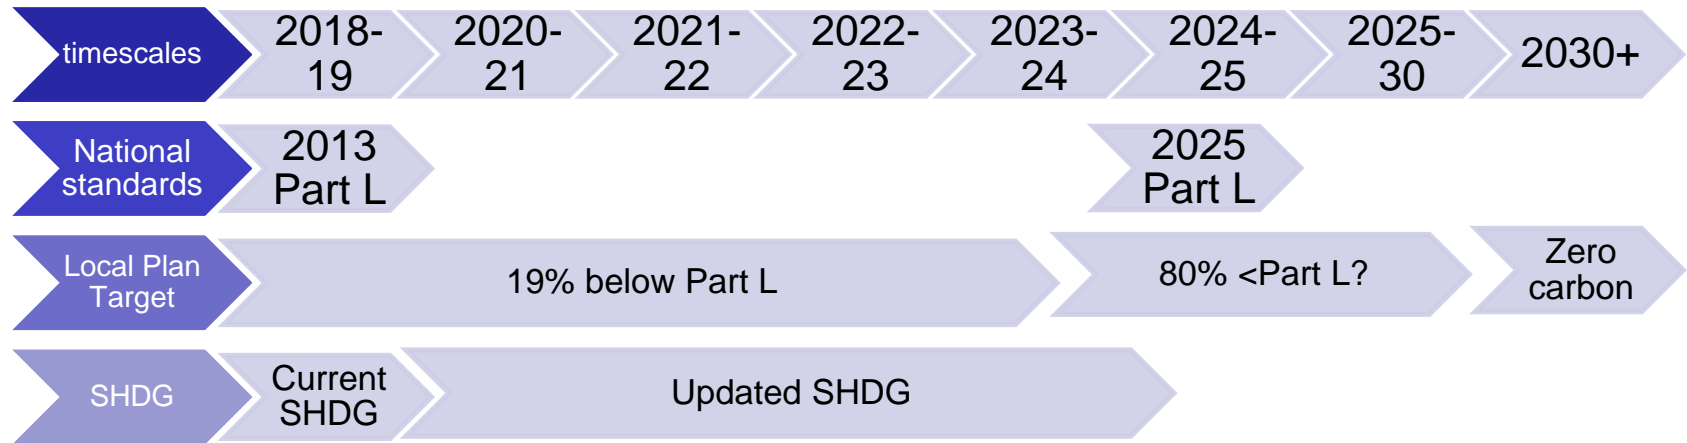 timescales
2018-
19
2020-
21
2021-
22
2022-
23
2023-
24
2024-
25
2025-
30
2030+
National
standards
2013
Part L
2025
Part L
Local Plan
Target
19% below Part L
80% <Part L?
Zero
carbon
SHDG
Current
SHDG
Updated SHDG